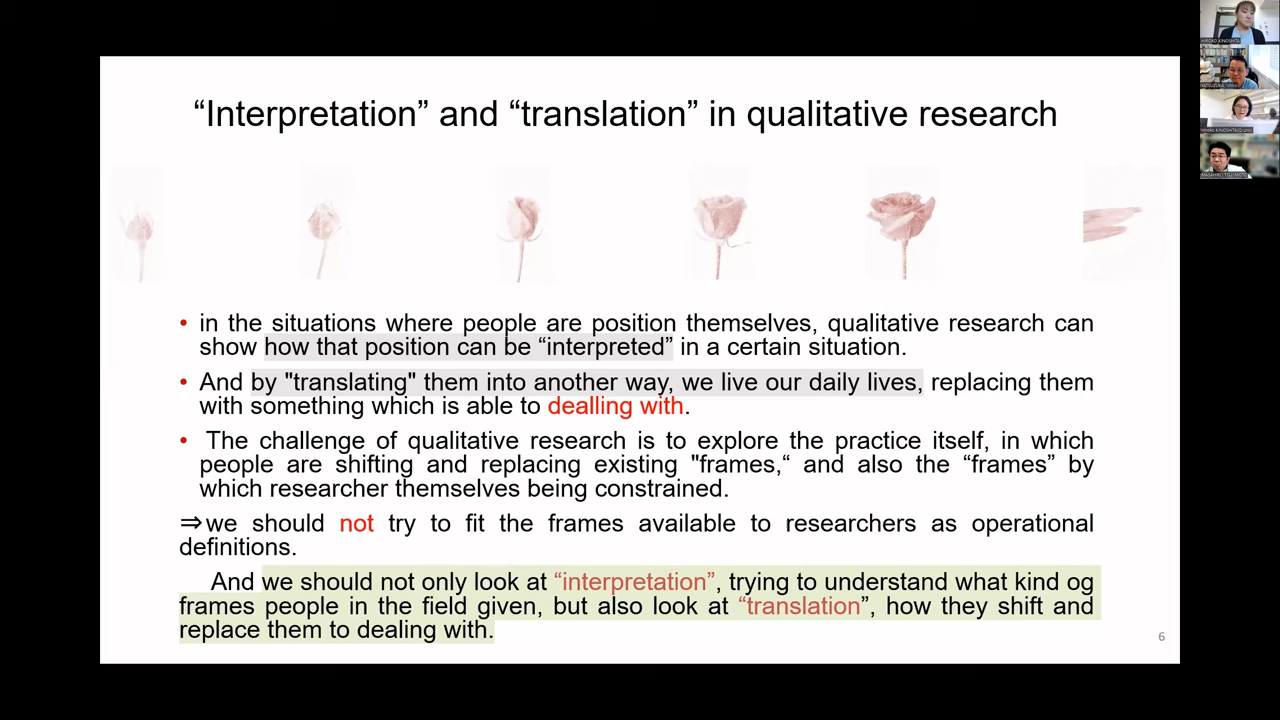 “Interpretation” and “translation” in qualitative research
• in the situations where people are position themselves, qualitative research can
show how that position can be “interpreted” in a certain situation.
• And by "translating" them into another way, we live our daily lives, replacing them
with something which is able to dealling with.
• The challenge of qualitative research is to explore the practice itself, in which
people are shifting and replacing existing "frames,“ and also the “frames” by
which researcher themselves being constrained.
⇒we should not try to fit the frames available to researchers as operational
definitions.
And we should not only look at “interpretation”, trying to understand what kind og
frames people in the field given, but also look at “translation”, how they shift and
replace them to dealing with.
6
HIROKO KINOSHITA